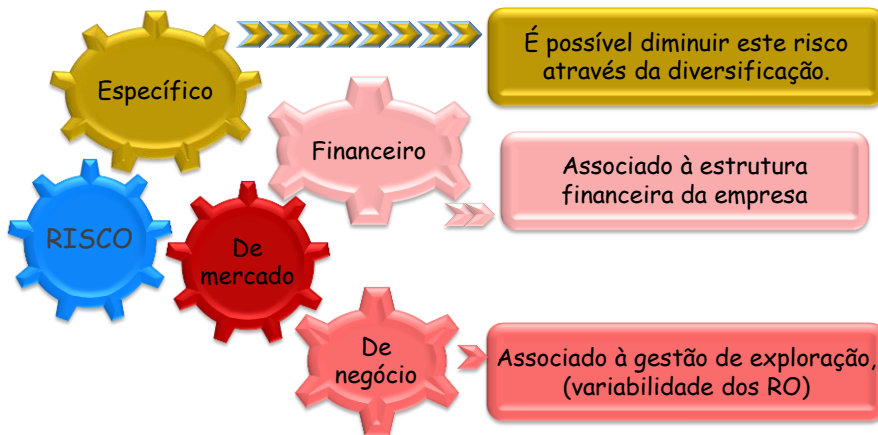 Específico
É possível diminuir este risco
através da diversificação.
Financeiro
Associado à estrutura
financeira da empresa
RISCO
De
mercado
De
negócio
Associado à gestão de exploração,
(variabilidade dos RO)